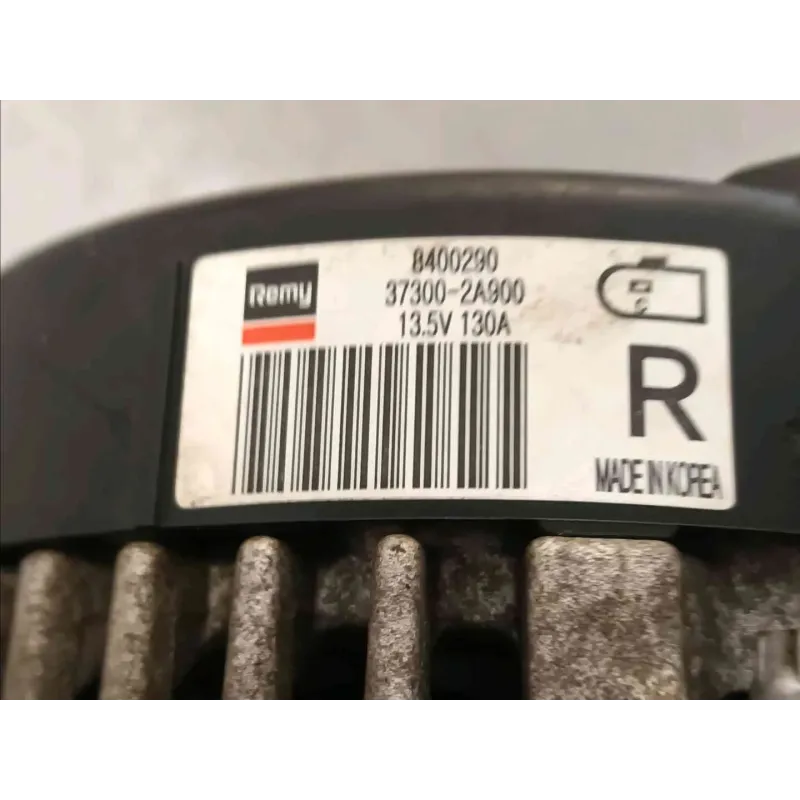 Remy
8400290
37300-2A900
13.5V 130A
C
R
MADE IN KOREA